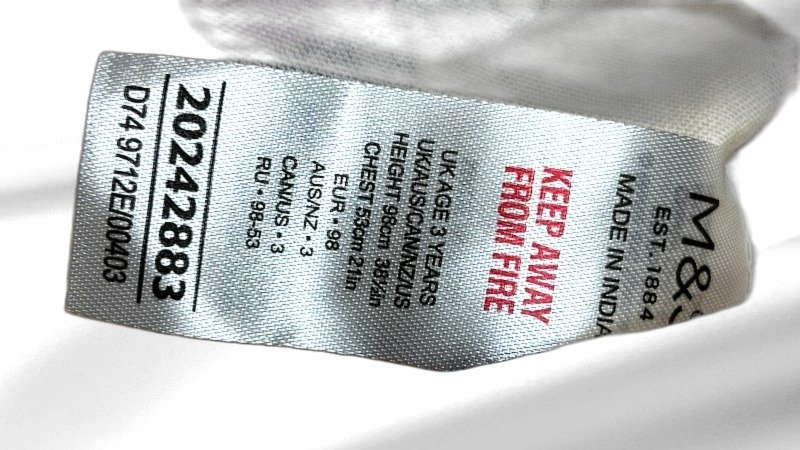 M&S
EST. 1884
MADE IN INDIA
KEEP AWAY
FROM FIRE
UK AGE 3 YEARS
UK/AUS/CAN/NZ/US
HEIGHT 98cm 38½in
CHEST 53cm 21in
EUR • 98
AUS/NZ • 3
CAN/US • 3
RU • 98-53
20242883
D74 9712E/00403